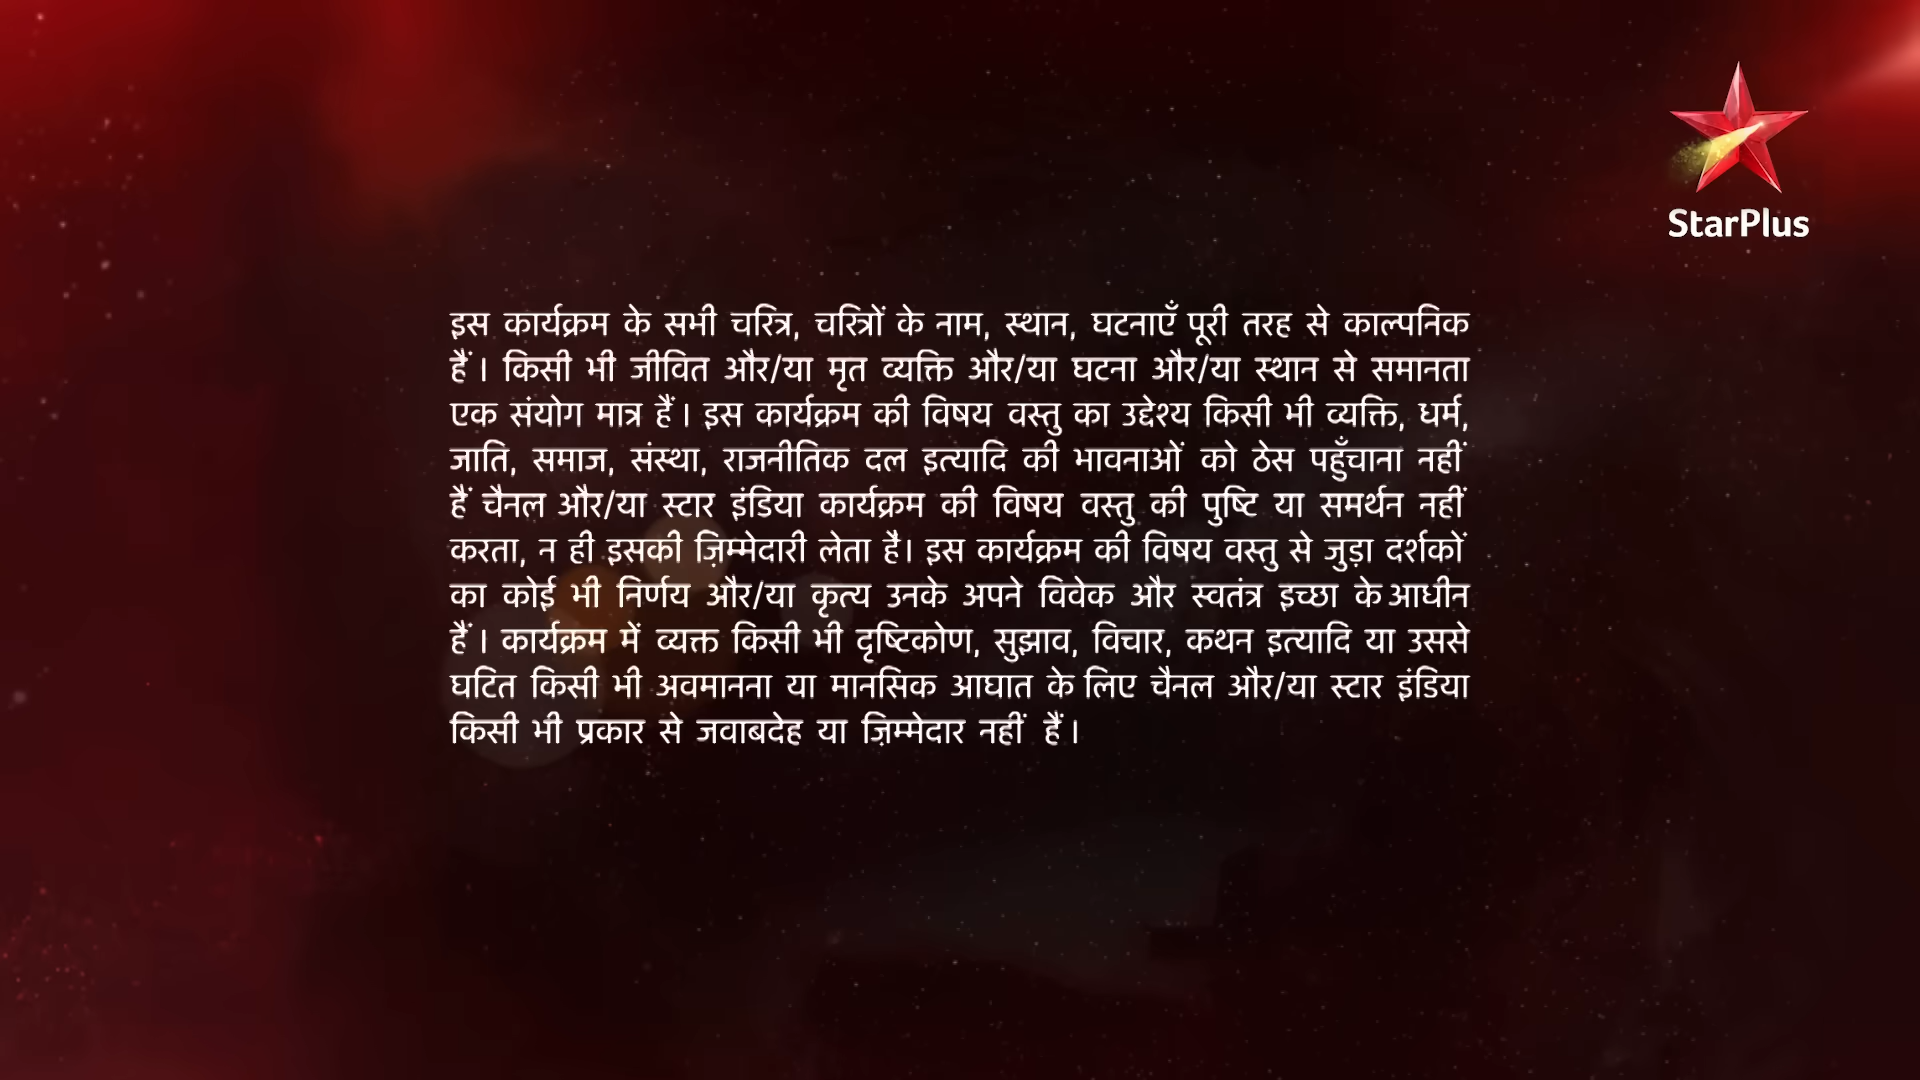 StarPlus
इस कार्यक्रम के सभी चरित्र, चरित्रों के नाम, स्थान, घटनाएँ पूरी तरह से काल्पनिक
हैं। किसी भी जीवित और/या मृत व्यक्ति और/या घटना और/या स्थान से समानता
एक संयोग मात्र हैं। इस कार्यक्रम की विषय वस्तु का उद्देश्य किसी भी व्यक्ति, धर्म,
जाति, समाज, संस्था, राजनीतिक दल इत्यादि की भावनाओं को ठेस पहुँचाना नहीं
हैं चैनल और/या स्टार इंडिया कार्यक्रम की विषय वस्तु की पुष्टि या समर्थन नहीं
करता, न ही इसकी ज़िम्मेदारी लेता है। इस कार्यक्रम की विषय वस्तु से जुड़ा दर्शकों
का कोई भी निर्णय और/या कृत्य उनके अपने विवेक और स्वतंत्र इच्छा के आधीन
हैं। कार्यक्रम में व्यक्त किसी भी दृष्टिकोण, सुझाव, विचार, कथन इत्यादि या उससे
घटित किसी भी अवमानना या मानसिक आघात के लिए चैनल और/या स्टार इंडिया
किसी भी प्रकार से जवाबदेह या ज़िम्मेदार नहीं हैं।